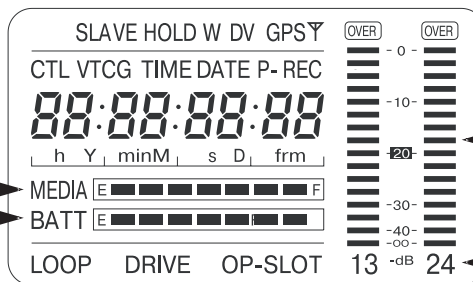 SLAVE HOLD W DV GPS
OVER OVER
CTL VTCG TIME DATE P- REC
88:88:88:88
h Y minM s D frm
MEDIA E F
BATT E
LOOP DRIVE OP-SLOT
0
-10-
-20-
-30-
-40-
-∞-
13 -dB 24